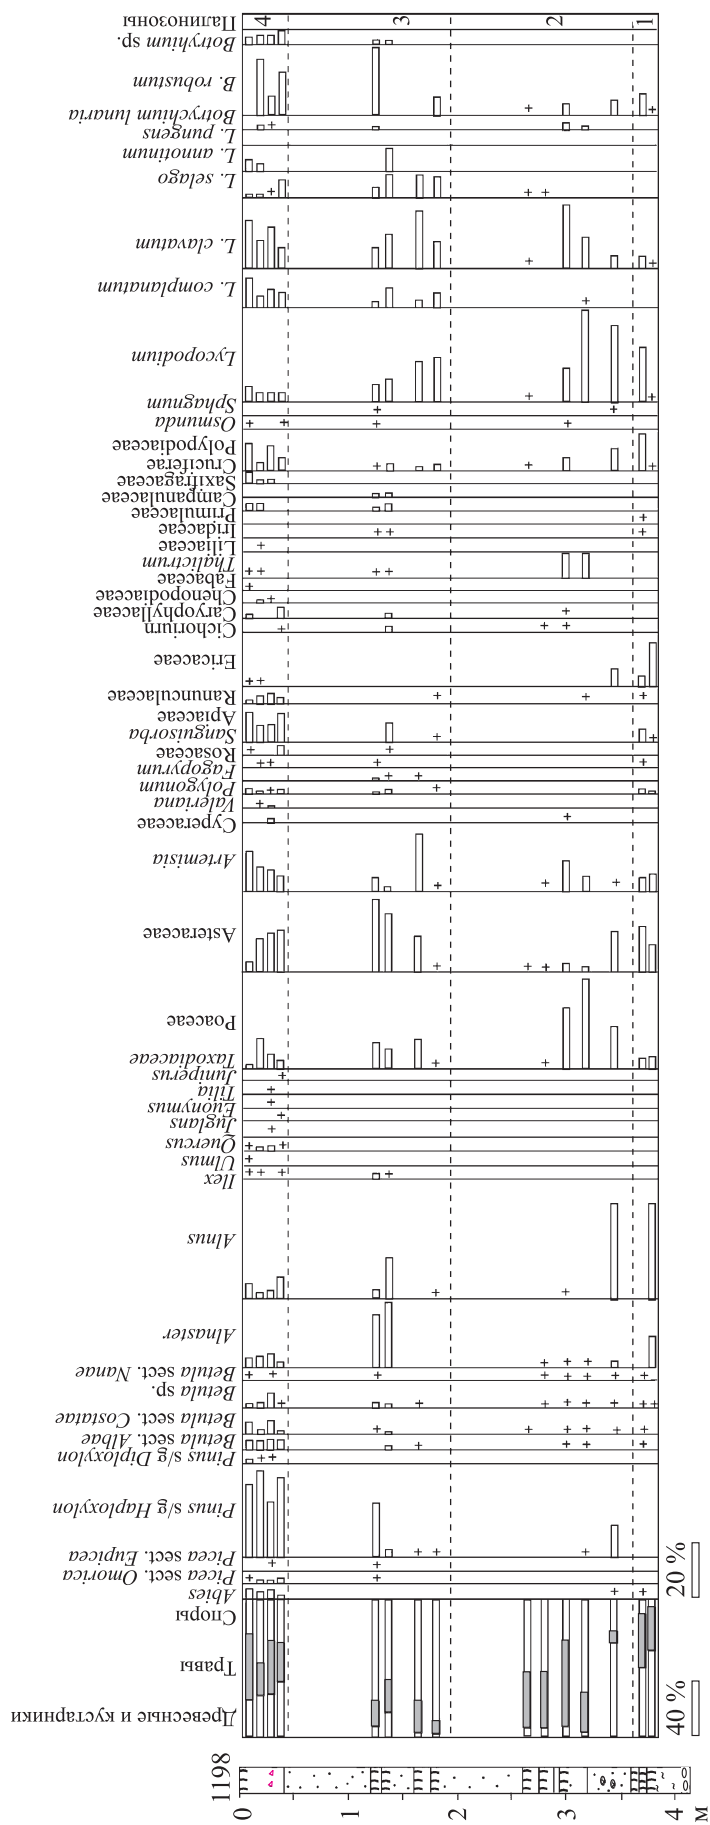 м
0
1
2
3
4
1198
Древесные и кустарники
Травы
Споры
40 %
Abies
Picea sect. Omorica
Picea sect. Eupicea
20 %
Pinus s/g Haploxylon
Pinus s/g Diploxylon
Betula sect. Albae
Betula sect. Costatae
Betula sp.
Betula sect. Nanae
Alnaster
Alnus
Ilex
Ulmus
Quercus
Juglans
Euonymus
Tilia
Juniperus
Taxodiaceae
Poaceae
Asteraceae
Artemisia
Cyperaceae
Valeriana
Polygonum
Fagopyrum
Rosaceae
Sanguisorba
Apiaceae
Ranunculaceae
Ericaceae
Cichorium
Caryophyllaceae
Chenopodiaceae
Fabaceae
Thalictrum
Liliaceae
Iridaceae
Primulaceae
Campanulaceae
Saxifragaceae
Cruciferae
Polypodiaceae
Osmunda
Sphagnum
Lycopodium
L. complanatum
L. clavatum
L. selago
L. annotinum
L. pungens
Botrychium lunaria
B. robustum
Botryhium sp.
Палинозоны
4
3
2
1